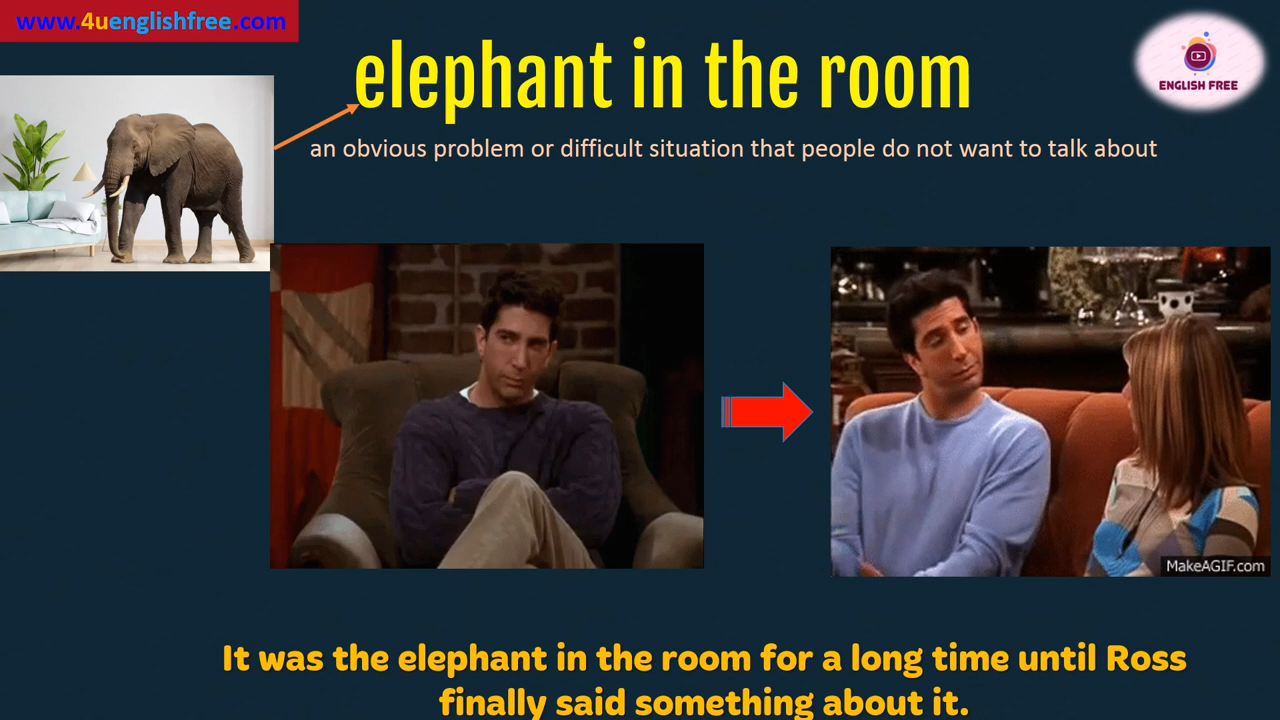 www.4uenglishfree.com
elephant in the room
ENGLISH FREE
an obvious problem or difficult situation that people do not want to talk about
MakeAGIF.com
It was the elephant in the room for a long time until Ross
finally said something about it.